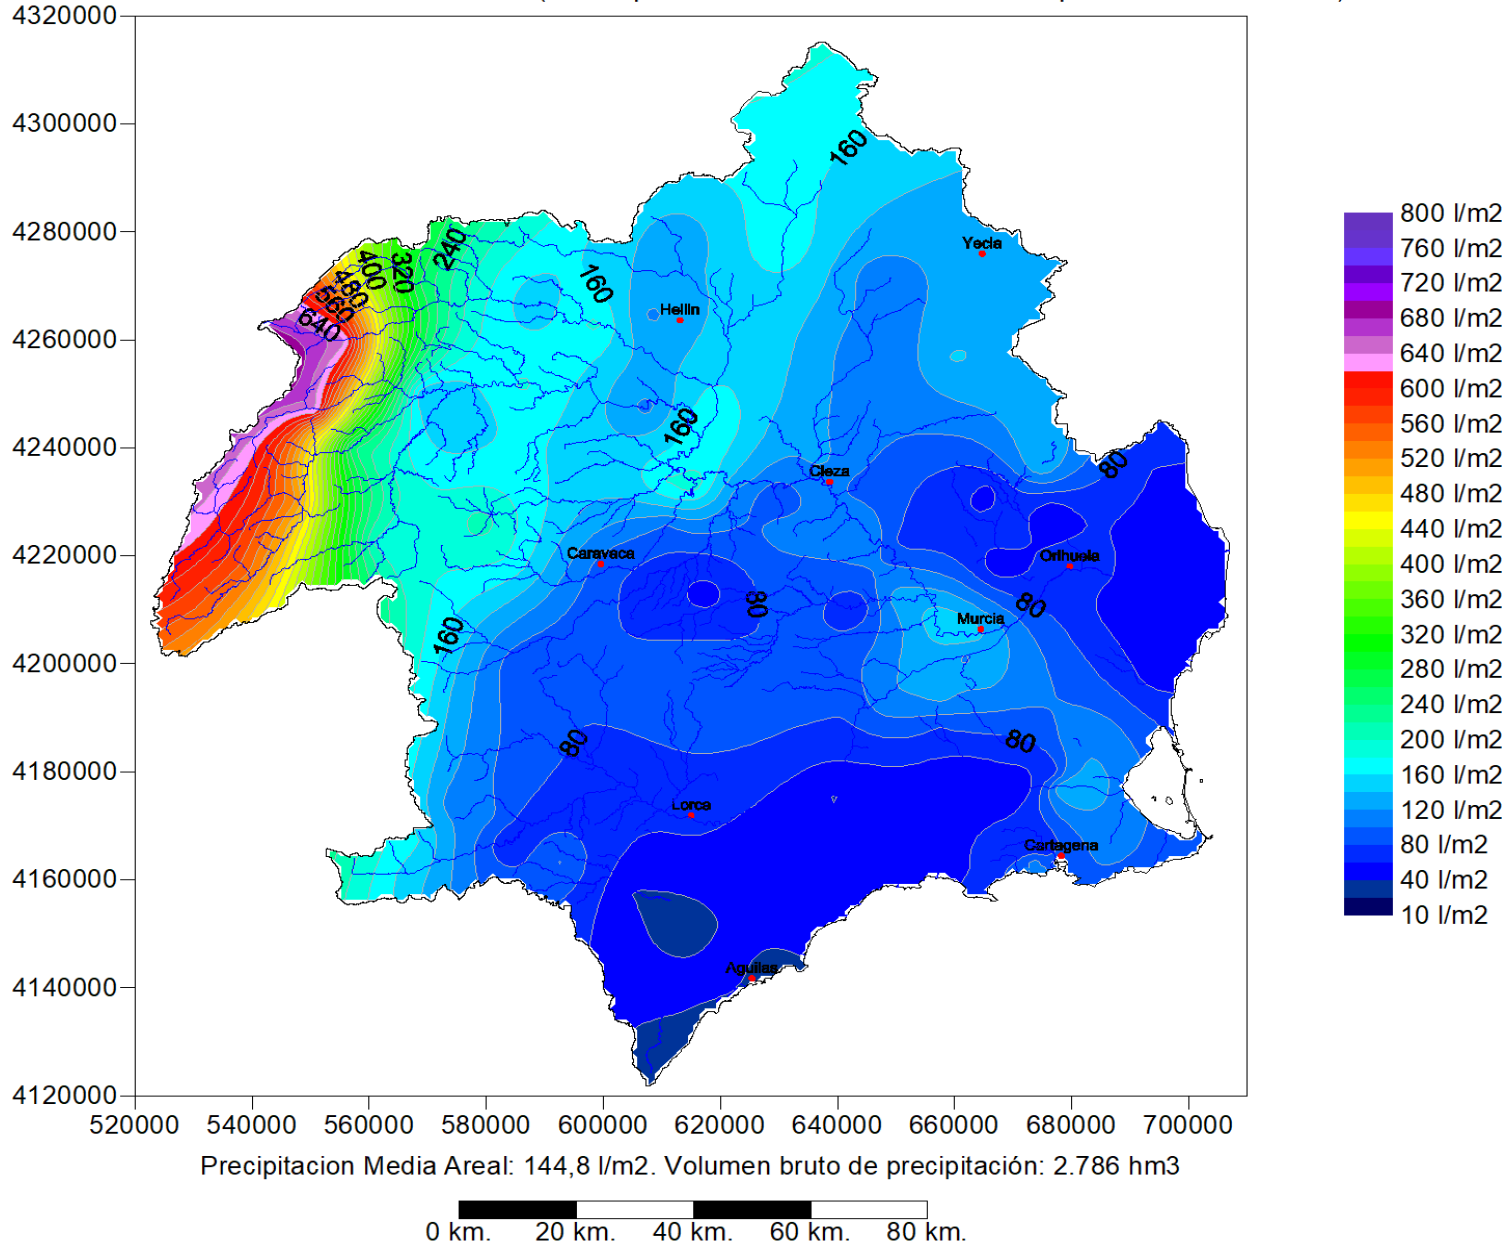 4320000
4300000
4280000
4260000
4240000
4220000
4200000
4180000
4160000
4140000
4120000
520000 540000 560000 580000 600000 620000 640000 660000 680000 700000
160
Yecla
240
320
400
480
560
640
160
Hellin
160
Cieza
80
Caravaca
Orihuela
80
80
Murcia
160
80
80
Lorca
Cartagena
Aguilas
800 l/m2
760 l/m2
720 l/m2
680 l/m2
640 l/m2
600 l/m2
560 l/m2
520 l/m2
480 l/m2
440 l/m2
400 l/m2
360 l/m2
320 l/m2
280 l/m2
240 l/m2
200 l/m2
160 l/m2
120 l/m2
80 l/m2
40 l/m2
10 l/m2
Precipitacion Media Areal: 144,8 l/m2. Volumen bruto de precipitación: 2.786 hm3
0 km. 20 km. 40 km. 60 km. 80 km.